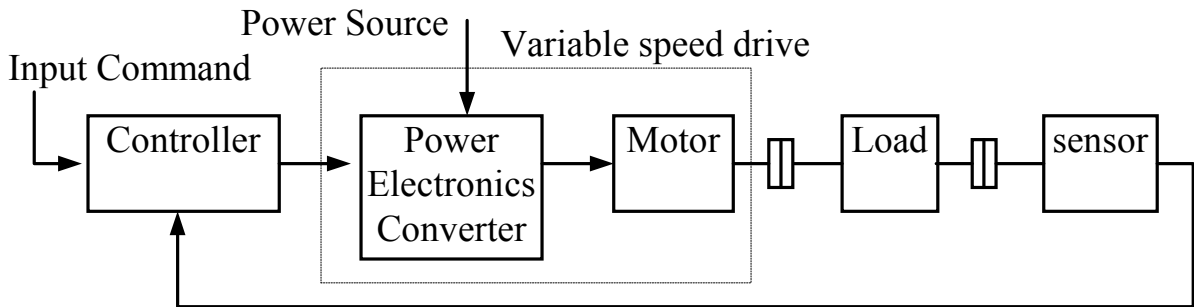 Power Source
Variable speed drive
Input Command
Controller
Power
Electronics
Converter
Motor
Load
sensor